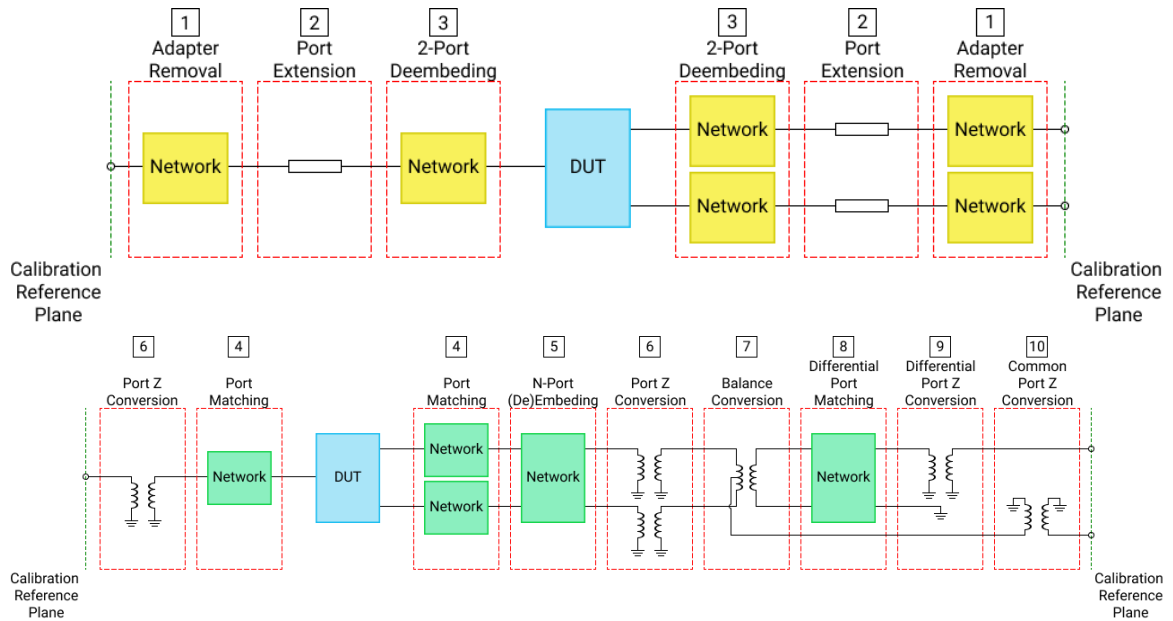 1
2
3
3
2
1
Adapter
Removal
Port
Extension
2-Port
Deembeding
2-Port
Deembeding
Port
Extension
Adapter
Removal
Network
Network
DUT
Network
Network
Network
Network
Calibration
Reference
Plane
Calibration
Reference
Plane
6
4
4
5
6
7
8
9
10
Port Z
Conversion
Port
Matching
Port
Matching
N-Port
(De)Embeding
Port Z
Conversion
Balance
Conversion
Differential
Port
Matching
Differential
Port Z
Conversion
Common
Port Z
Conversion
Network
DUT
Network
Network
Network
Network
Calibration
Reference
Plane
Calibration
Reference
Plane